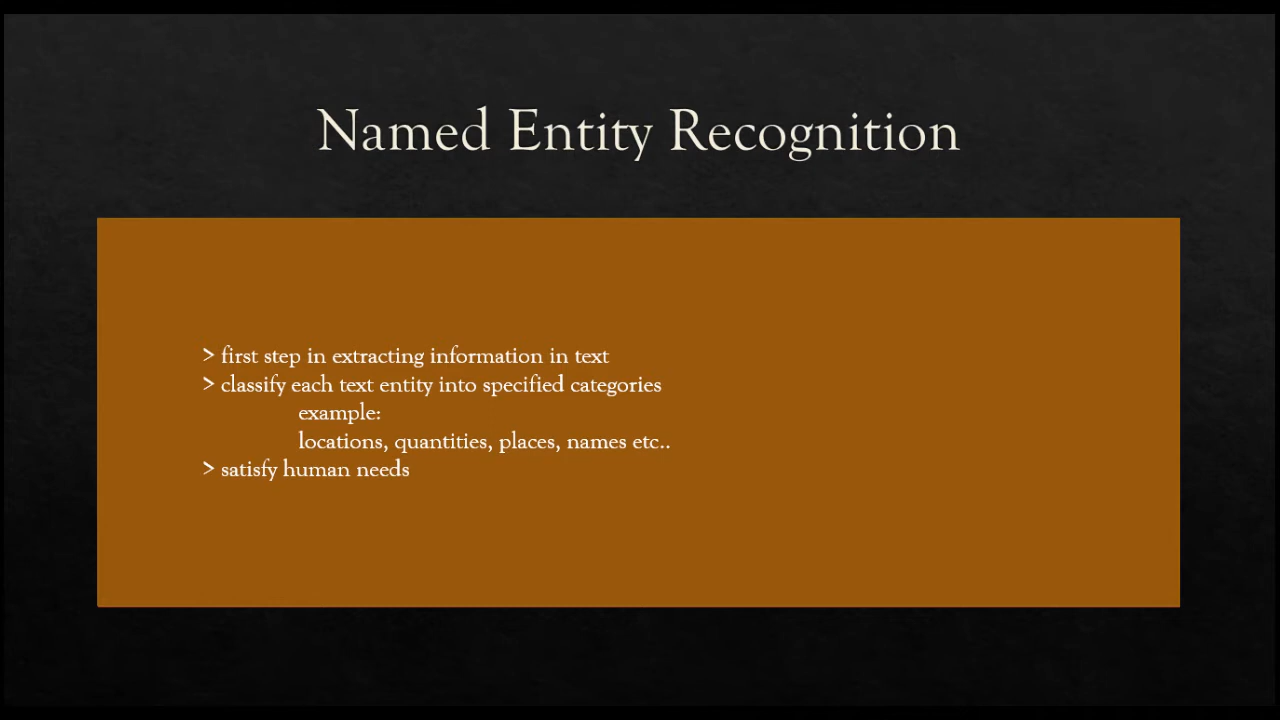 Named Entity Recognition
> first step in extracting information in text
> classify each text entity into specified categories
example:
locations, quantities, places, names etc..
> satisfy human needs